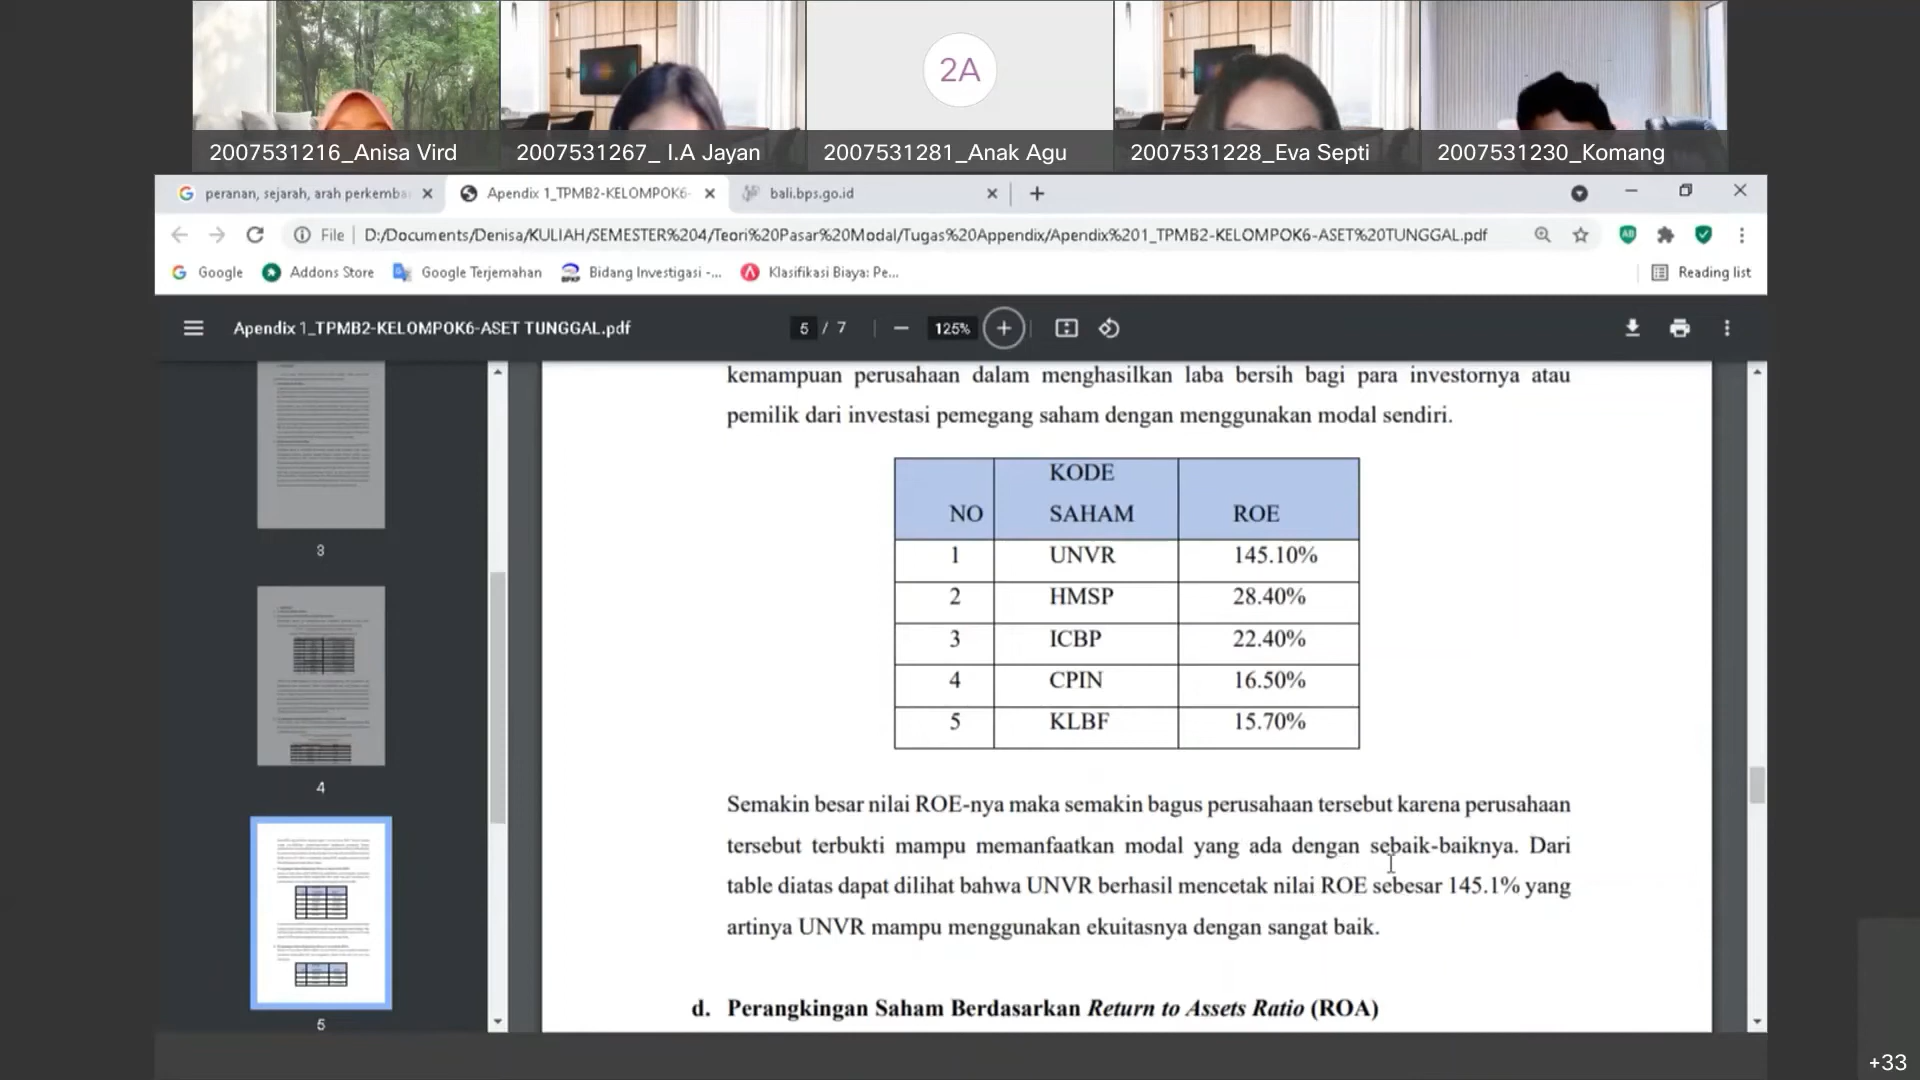 2A
2007531216_Anisa Vird
2007531267_ I.A Jayan
2007531281_Anak Agu
2007531228_Eva Septi
2007531230_Komang
peranan, sejarah, arah perkemba
Apendix 1_TPMB2-KELOMPOK6-
bali.bps.go.id
File
D:/Documents/Denisa/KULIAH/SEMESTER%204/Teori%20Pasar%20Modal/Tugas%20Appendix/Apendix%201_TPMB2-KELOMPOK6-ASET%20TUNGGAL.pdf
Google
Addons Store
Google Terjemahan
Bidang Investigasi -...
Klasifikasi Biaya: Pe...
Reading list
Apendix 1_TPMB2-KELOMPOK6-ASET TUNGGAL.pdf
5 / 7
125%
3
4
5
kemampuan perusahaan dalam menghasilkan laba bersih bagi para investornya atau
pemilik dari investasi pemegang saham dengan menggunakan modal sendiri.
NO KODE SAHAM ROE
1 UNVR 145.10%
2 HMSP 28.40%
3 ICBP 22.40%
4 CPIN 16.50%
5 KLBF 15.70%
Semakin besar nilai ROE-nya maka semakin bagus perusahaan tersebut karena perusahaan
tersebut terbukti mampu memanfaatkan modal yang ada dengan sebaik-baiknya. Dari
table diatas dapat dilihat bahwa UNVR berhasil mencetak nilai ROE sebesar 145.1% yang
artinya UNVR mampu menggunakan ekuitasnya dengan sangat baik.
d. Perangkingan Saham Berdasarkan Return to Assets Ratio (ROA)
+33